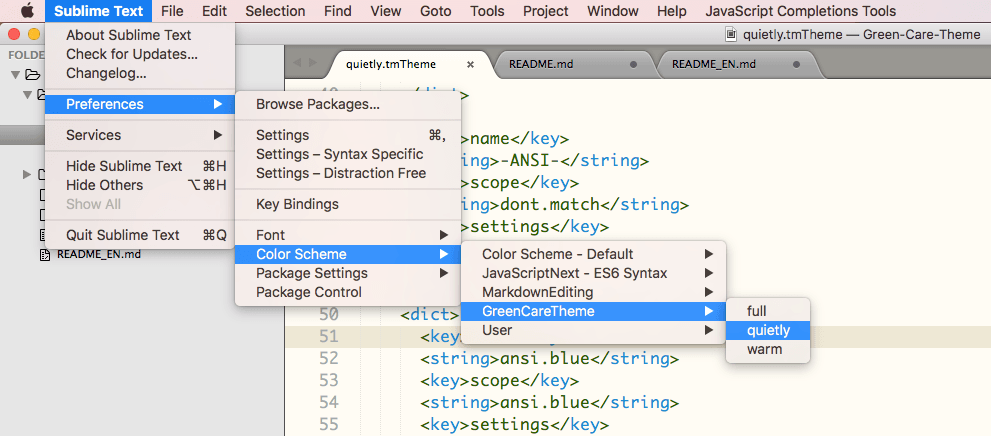 Sublime Text File Edit Selection Find View Goto Tools Project Window Help JavaScript Completions Tools
quietly.tmTheme — Green-Care-Theme
FOLDE
quietly.tmTheme × README.md README_EN.md
About Sublime Text
Check for Updates...
Changelog...
Preferences
Services
Hide Sublime Text ⌘H
Hide Others ⌥⌘H
Show All
Quit Sublime Text ⌘Q
README_EN.md
Browse Packages...
Settings ⌘,
Settings – Syntax Specific
Settings – Distraction Free
Key Bindings
Font
Color Scheme
Package Settings
Package Control
Color Scheme - Default
JavaScriptNext - ES6 Syntax
MarkdownEditing
GreenCareTheme
User
full
quietly
warm
dict>
>name</key>
ing>-ANSI-</string>
>scope</key>
ing>dont.match</string>
>settings</key>
50 <dict>
51 <key
52 <string>ansi.blue</string>
53 <key>scope</key>
54 <string>ansi.blue</string>
55 <key>settings</key>